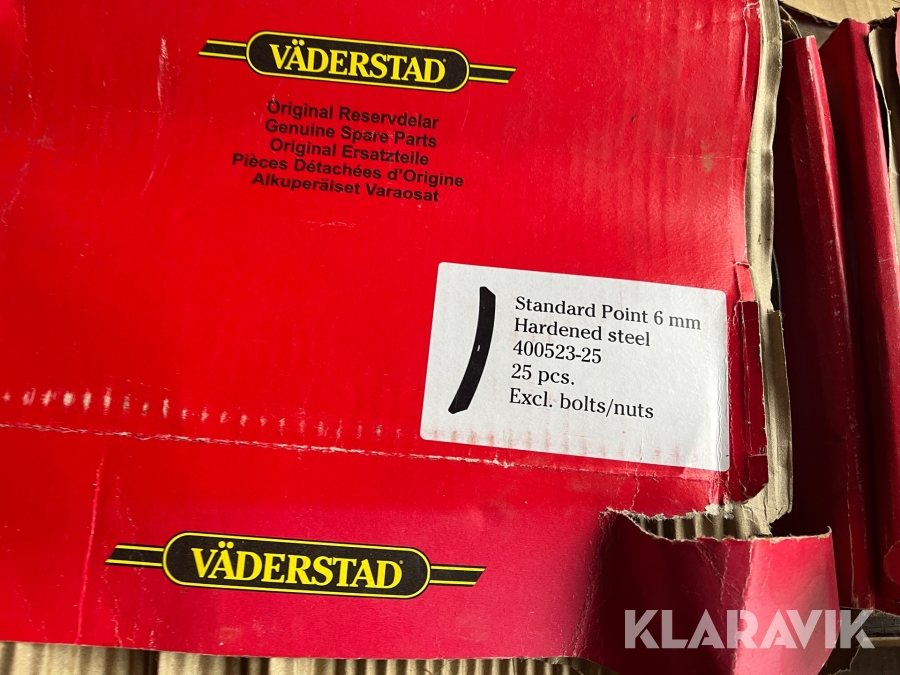 VÄDERSTAD
Original Reservdelar
Genuine Spare Parts
Original Ersatzteile
Pièces Détachées d'Origine
Alkuperäiset Varaosat
Standard Point 6 mm
Hardened steel
400523-25
25 pcs.
Excl. bolts/nuts
VÄDERSTAD
KLARAVIK